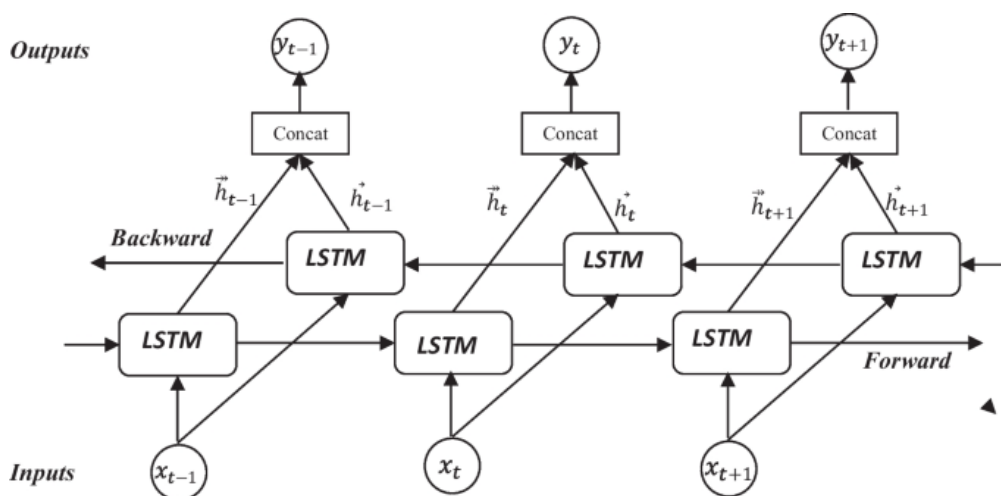 Outputs y_{t−1} y_t y_{t+1}
Concat Concat Concat
h⃗_{t−1} h⃗_{t−1} h⃗_t h⃗_t h⃗_{t+1} h⃗_{t+1}
Backward LSTM LSTM LSTM
LSTM LSTM LSTM
Forward
Inputs x_{t−1} x_t x_{t+1}